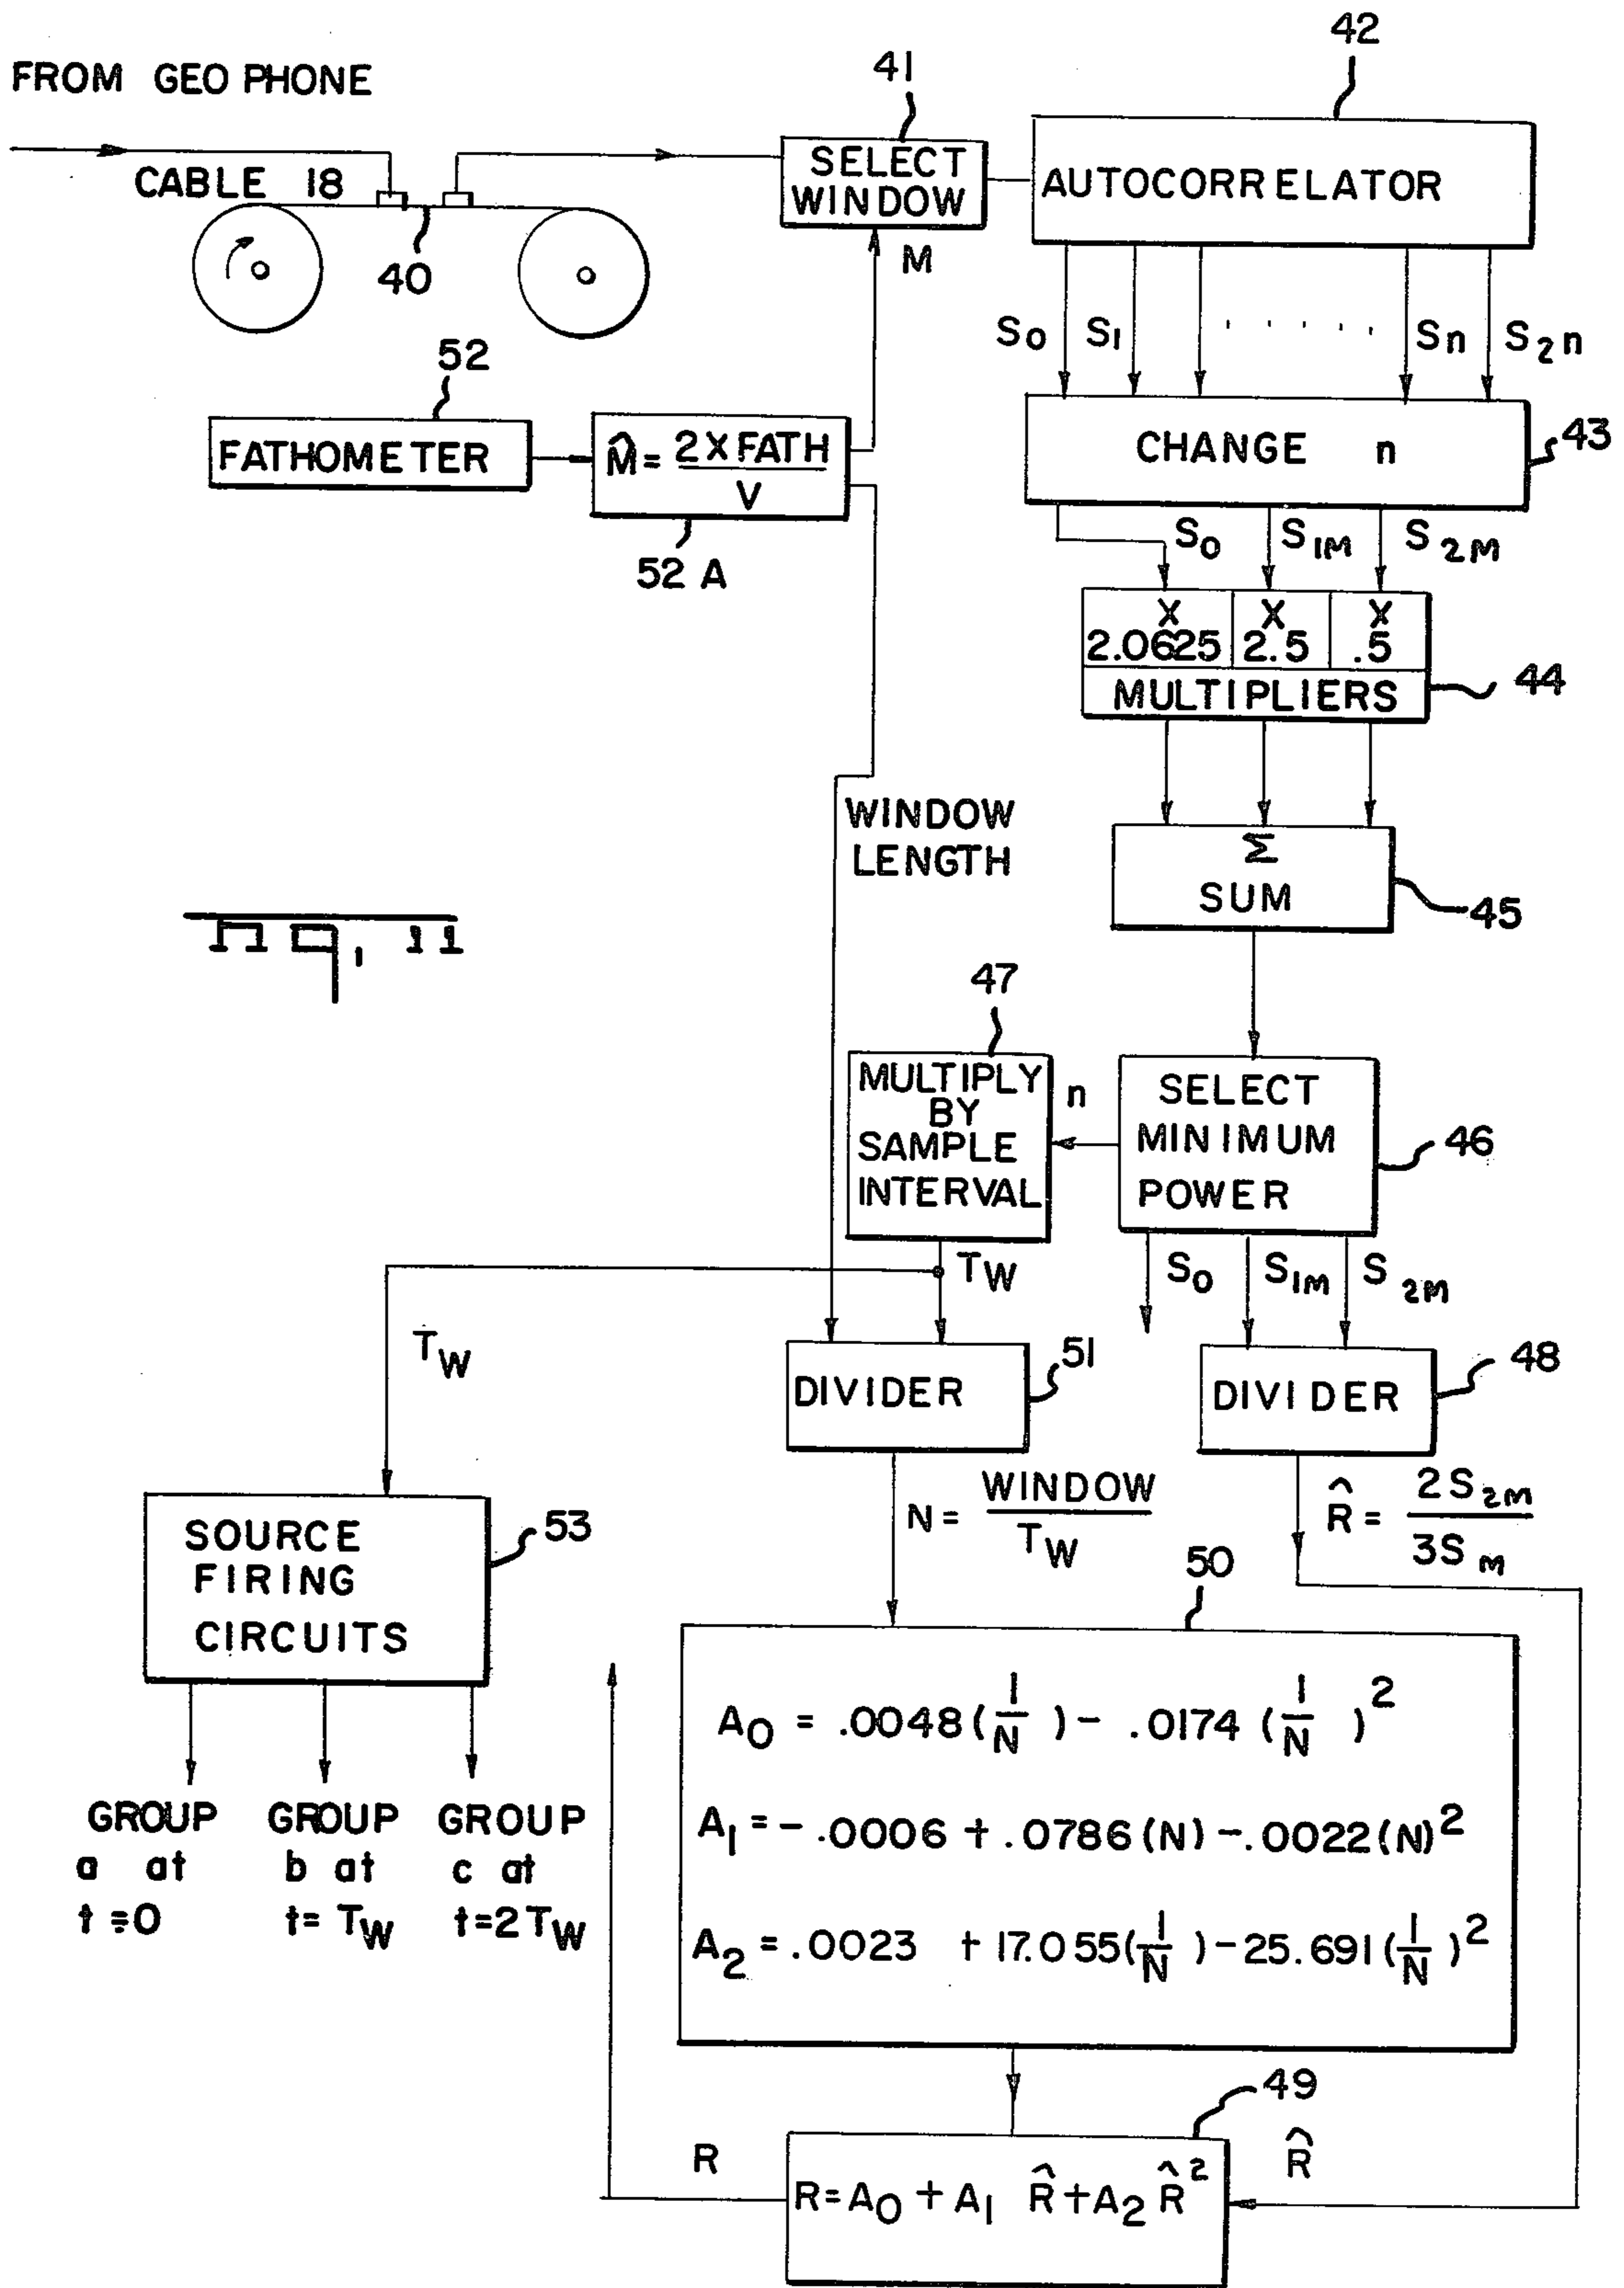 FROM GEO PHONE
CABLE 18
40
41
SELECT
WINDOW
M
42
AUTOCORRELATOR
S0 S1 ...... Sn S2n
CHANGE n
43
52
FATHOMETER
M̂ = 2 X FATH
V
52 A
S0 S1M S2M
X X X
2.0625 2.5 .5
MULTIPLIERS
44
WINDOW
LENGTH
Σ
SUM
45
47
MULTIPLY
BY
SAMPLE
INTERVAL
n
SELECT
MINIMUM
POWER
46
TW
S0 S1M S2M
TW
DIVIDER
51
DIVIDER
48
N = WINDOW
TW
R̂ = 2S2M
3SM
SOURCE
FIRING
CIRCUITS
53
GROUP
a at
t=0
GROUP
b at
t= TW
GROUP
c at
t=2TW
50
A0 = .0048(1/N) - .0174 (1/N)2
A1 = - .0006 + .0786(N) - .0022(N)2
A2 = .0023 + 17.055(1/N) - 25.691(1/N)2
49
R
R=A0 + A1 R̂ + A2 R̂2
R̂